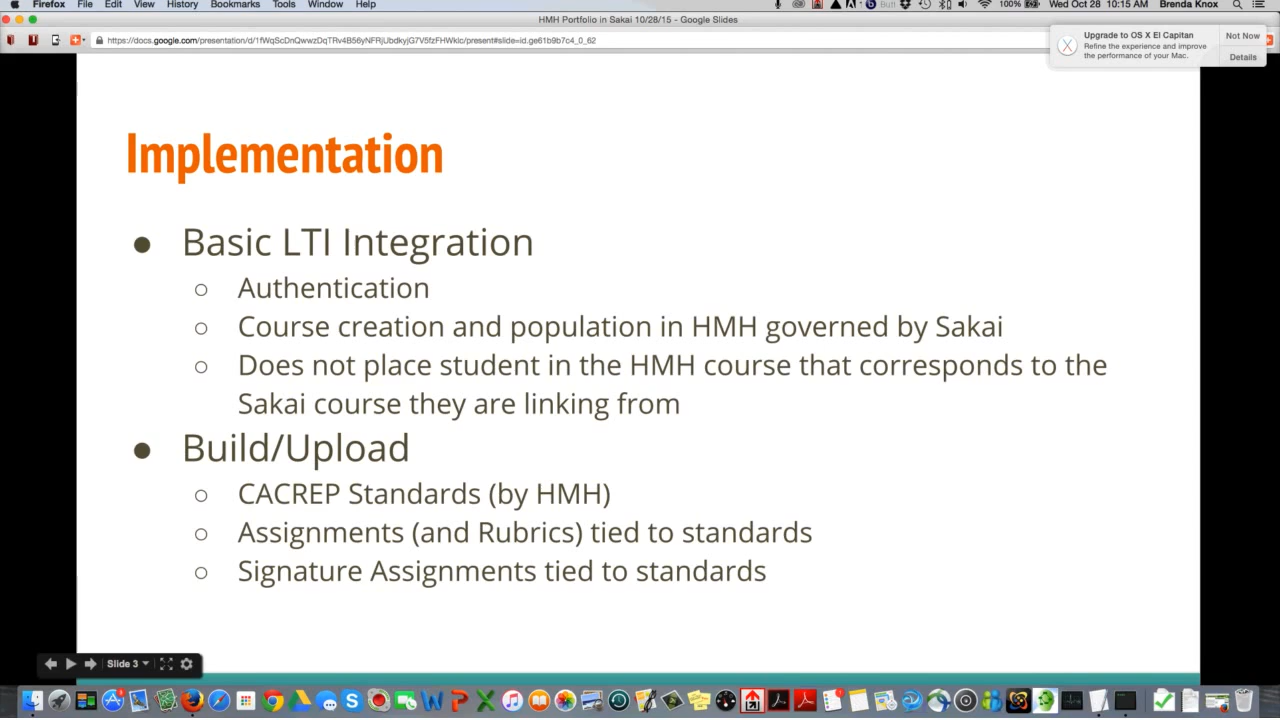 Firefox File Edit View History Bookmarks Tools Window Help 100% Wed Oct 28 10:15 AM Brenda Knox
HMH Portfolio in Sakai 10/28/15 - Google Slides
Upgrade to OS X El Capitan
Refine the experience and improve
the performance of your Mac.
Not Now
Details
Implementation
● Basic LTI Integration
○ Authentication
○ Course creation and population in HMH governed by Sakai
○ Does not place student in the HMH course that corresponds to the
Sakai course they are linking from
● Build/Upload
○ CACREP Standards (by HMH)
○ Assignments (and Rubrics) tied to standards
○ Signature Assignments tied to standards
Slide 3